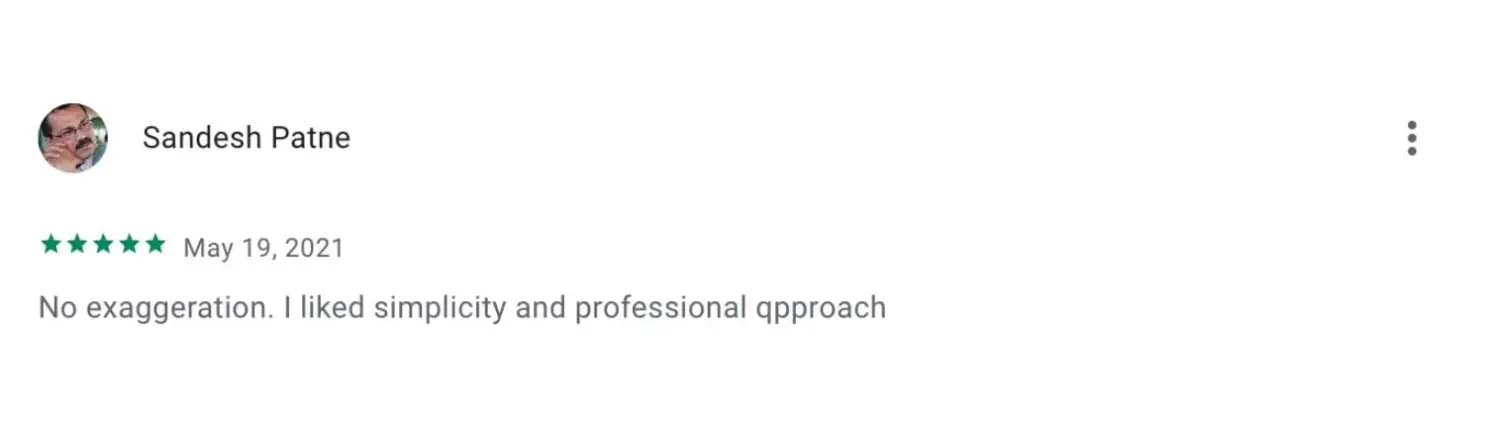 Sandesh Patne
May 19, 2021
No exaggeration. I liked simplicity and professional qpproach